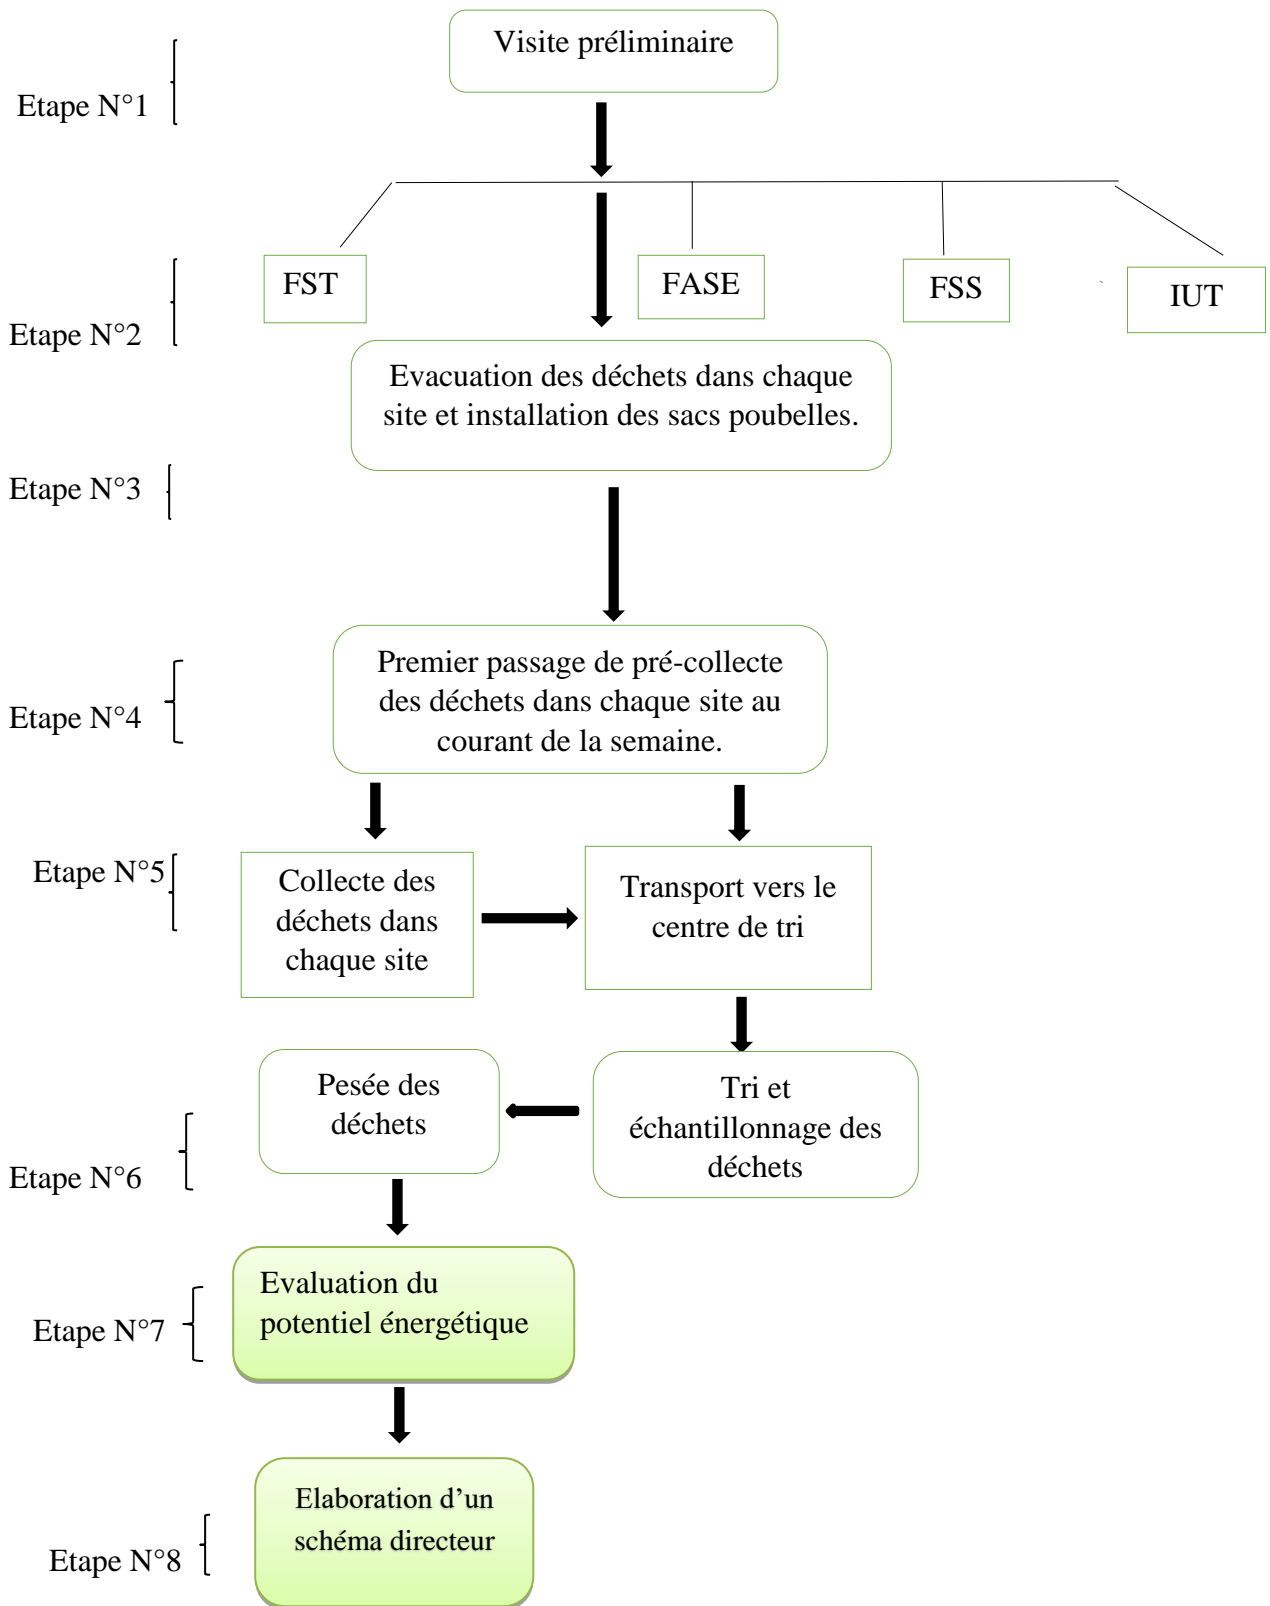 Visite préliminaire
Etape N°1
FST
FASE
FSS
IUT
Etape N°2
Evacuation des déchets dans chaque
site et installation des sacs poubelles.
Etape N°3
Premier passage de pré-collecte
des déchets dans chaque site au
courant de la semaine.
Etape N°4
Etape N°5
Collecte des
déchets dans
chaque site
Transport vers le
centre de tri
Pesée des
déchets
Tri et
échantillonnage des
déchets
Etape N°6
Evaluation du
potentiel énergétique
Etape N°7
Elaboration d’un
schéma directeur
Etape N°8